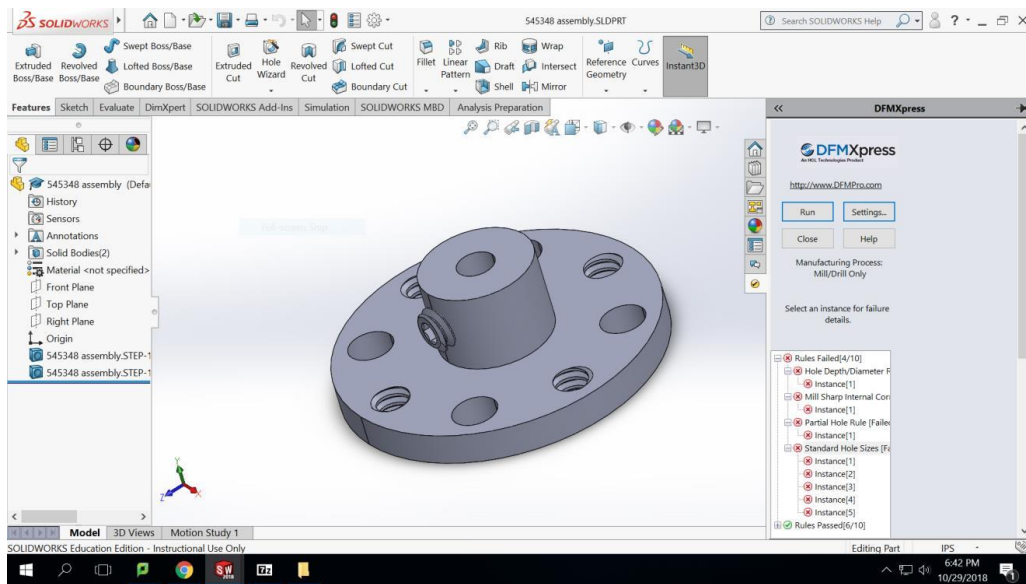 SOLIDWORKS
545348 assembly.SLDPRT
Search SOLIDWORKS Help
Extruded Boss/Base
Revolved Boss/Base
Swept Boss/Base
Lofted Boss/Base
Boundary Boss/Base
Extruded Cut
Hole Wizard
Revolved Cut
Swept Cut
Lofted Cut
Boundary Cut
Fillet
Linear Pattern
Rib
Draft
Shell
Wrap
Intersect
Mirror
Reference Geometry
Curves
Instant3D
Features Sketch Evaluate DimXpert SOLIDWORKS Add-Ins Simulation SOLIDWORKS MBD Analysis Preparation
545348 assembly (Defa
History
Sensors
Annotations
Solid Bodies(2)
Material <not specified>
Front Plane
Top Plane
Right Plane
Origin
545348 assembly.STEP-1
545348 assembly.STEP-1
Y
Z X
DFMXpress
DFMXpress
An HCL Technologies Product
http://www.DFMPro.com
Run Settings...
Close Help
Manufacturing Process:
Mill/Drill Only
Select an instance for failure
details.
Rules Failed[4/10]
Hole Depth/Diameter R
Instance[1]
Mill Sharp Internal Cor
Instance[1]
Partial Hole Rule [Failed
Instance[1]
Standard Hole Sizes [Fa
Instance[1]
Instance[2]
Instance[3]
Instance[4]
Instance[5]
Rules Passed[6/10]
Model 3D Views Motion Study 1
SOLIDWORKS Education Edition - Instructional Use Only
Editing Part IPS
SW
2018
7z
6:42 PM
10/29/2018
1